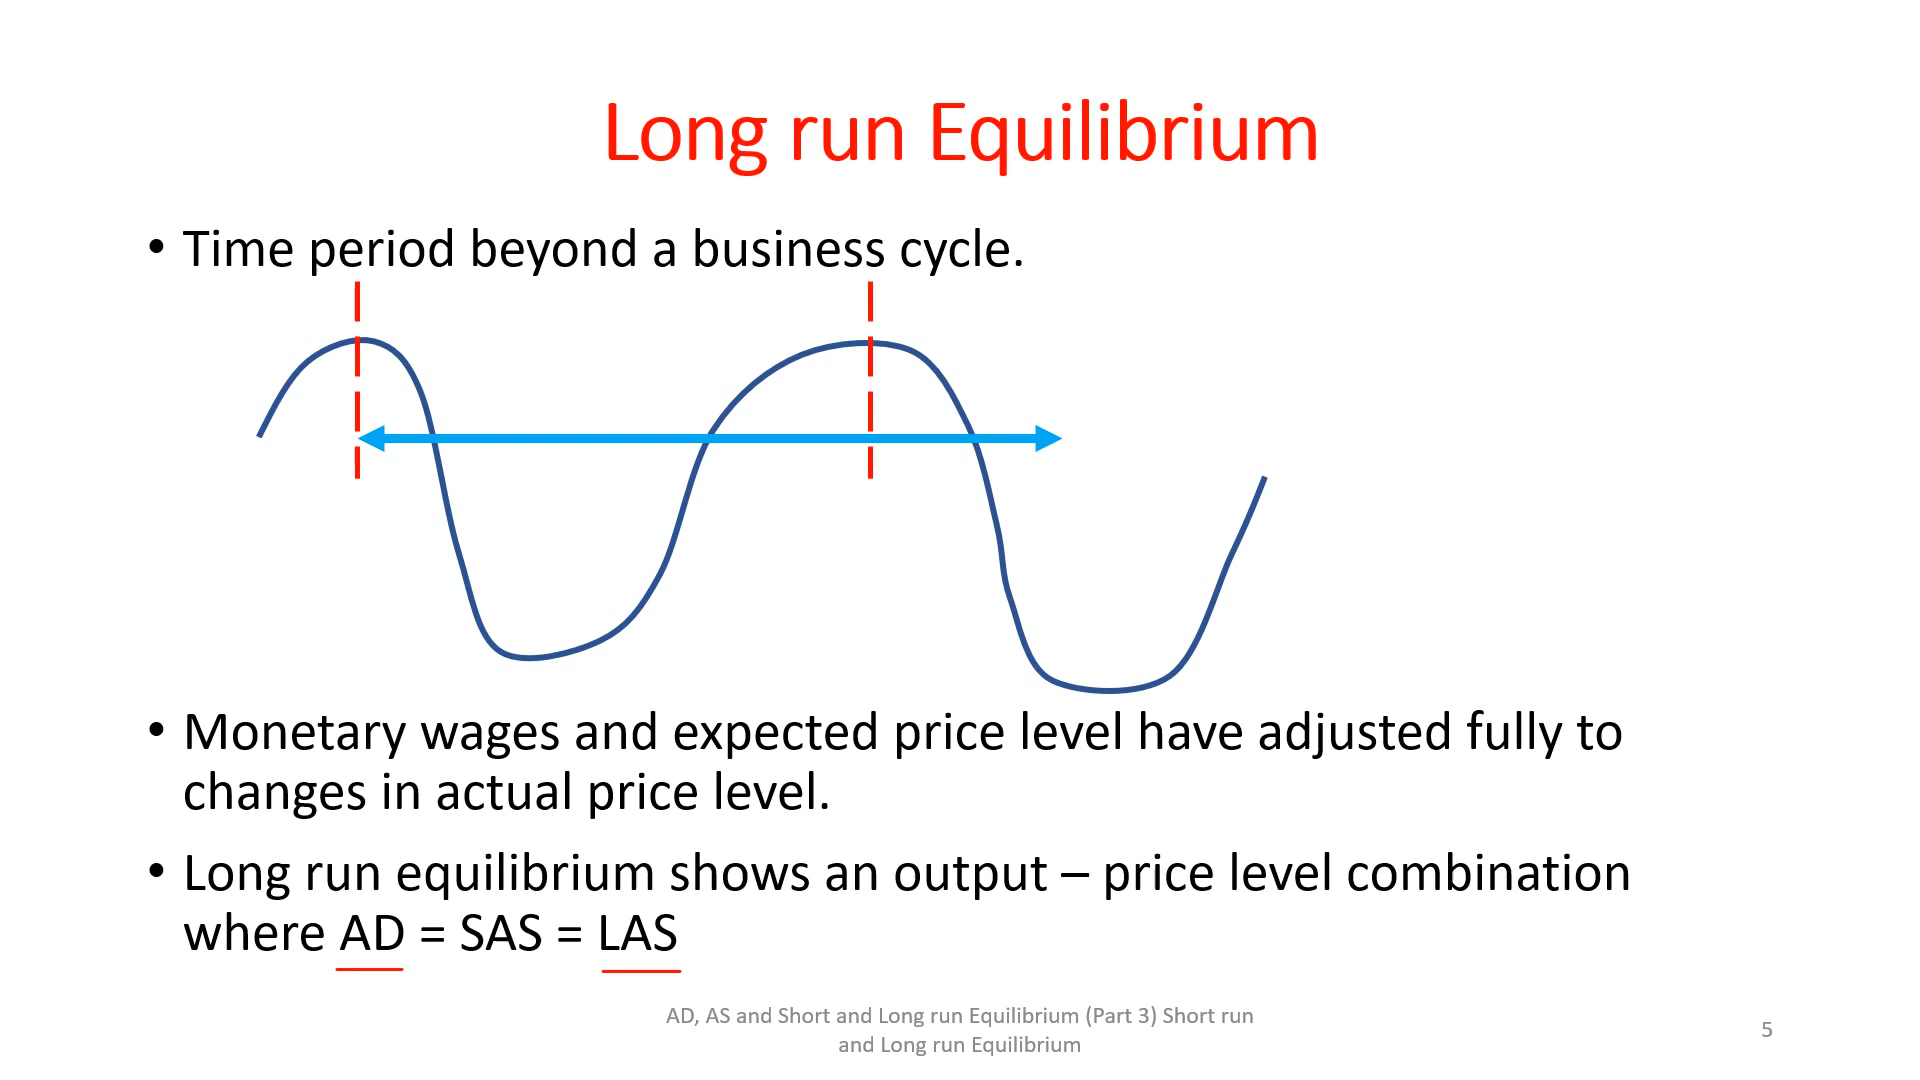 Long run Equilibrium
• Time period beyond a business cycle.
• Monetary wages and expected price level have adjusted fully to
changes in actual price level.
• Long run equilibrium shows an output – price level combination
where AD = SAS = LAS
AD, AS and Short and Long run Equilibrium (Part 3) Short run
and Long run Equilibrium
5